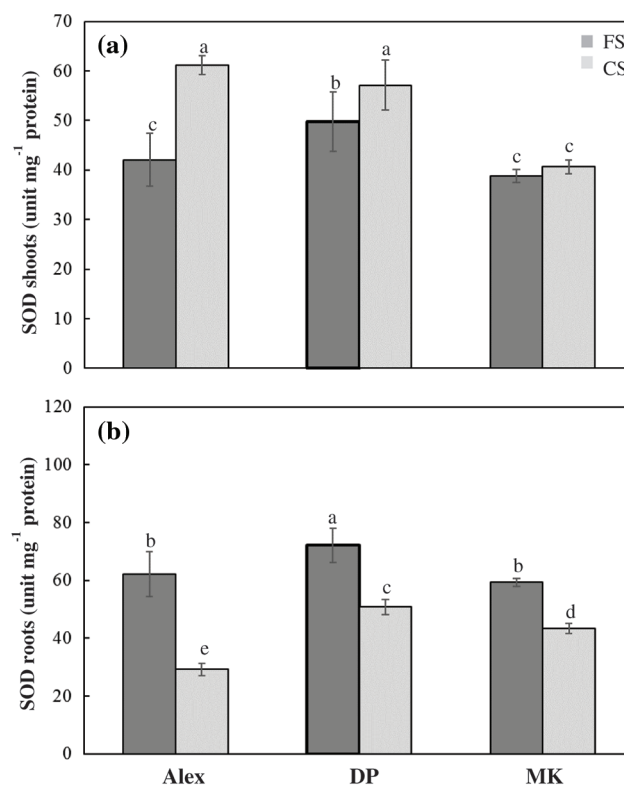 70
(a)
a
FS
60
a
CS
b
50
c
c
c
40
30
20
10
0
SOD shoots (unit mg⁻¹ protein)
120
(b)
100
80
a
b
b
60
c
d
40
e
20
0
SOD roots (unit mg⁻¹ protein)
Alex DP MK